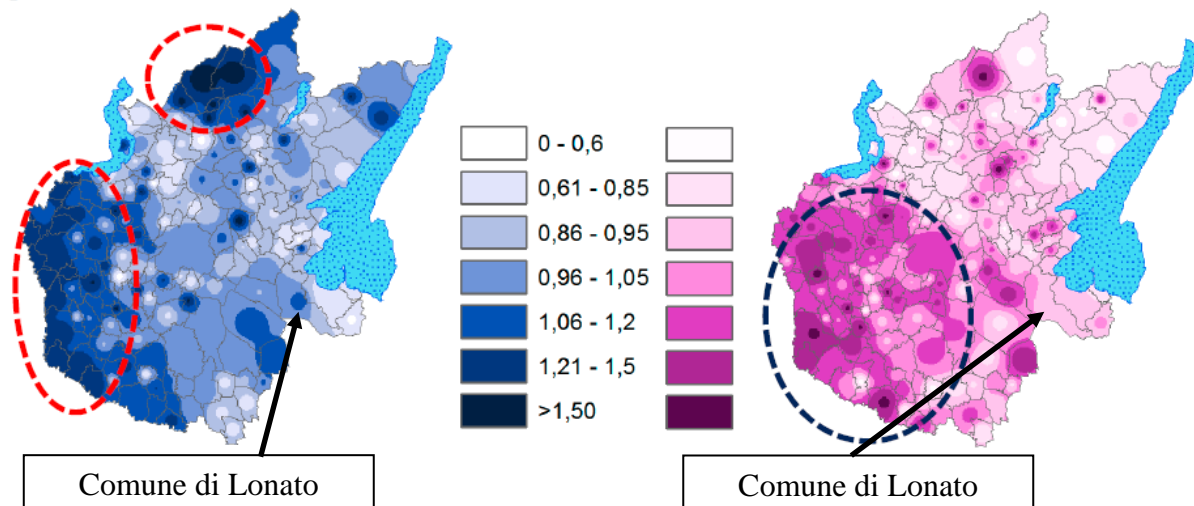 0 - 0,6
0,61 - 0,85
0,86 - 0,95
0,96 - 1,05
1,06 - 1,2
1,21 - 1,5
>1,50
Comune di Lonato
Comune di Lonato